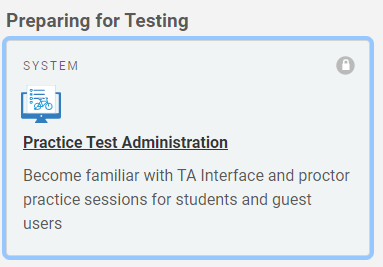 Preparing for Testing
SYSTEM
Practice Test Administration
Become familiar with TA Interface and proctor
practice sessions for students and guest
users